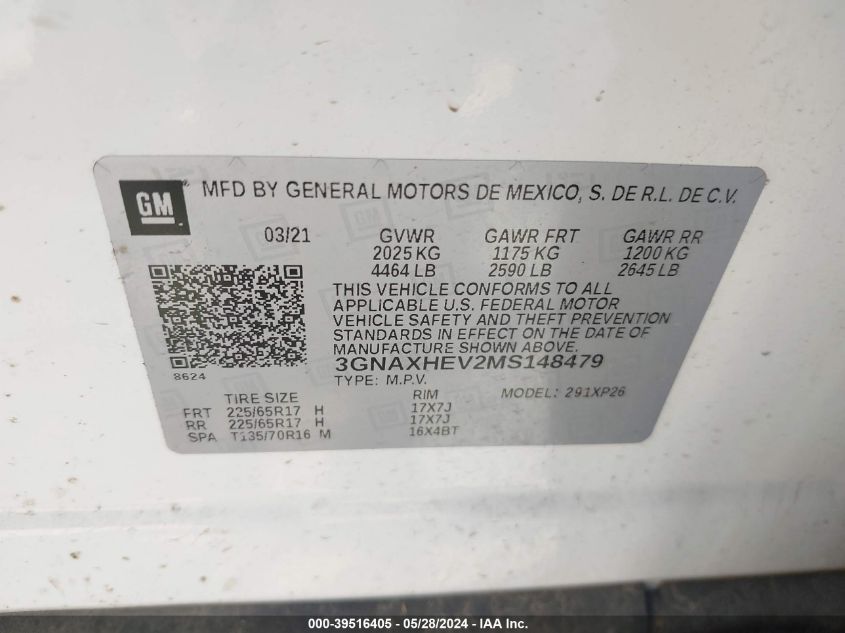 GM MFD BY GENERAL MOTORS DE MEXICO, S. DE R.L. DE C.V.
03/21 GVWR GAWR FRT GAWR RR
2025 KG 1175 KG 1200 KG
4464 LB 2590 LB 2645 LB
THIS VEHICLE CONFORMS TO ALL
APPLICABLE U.S. FEDERAL MOTOR
VEHICLE SAFETY AND THEFT PREVENTION
STANDARDS IN EFFECT ON THE DATE OF
MANUFACTURE SHOWN ABOVE.
3GNAXHEV2MS148479
8624 TYPE: M.P.V. MODEL: 291XP26
TIRE SIZE RIM
FRT 225/65R17 H 17X7J
RR 225/65R17 H 17X7J
SPA T135/70R16 M 16X4BT
000-39516405 - 05/28/2024 - IAA Inc.